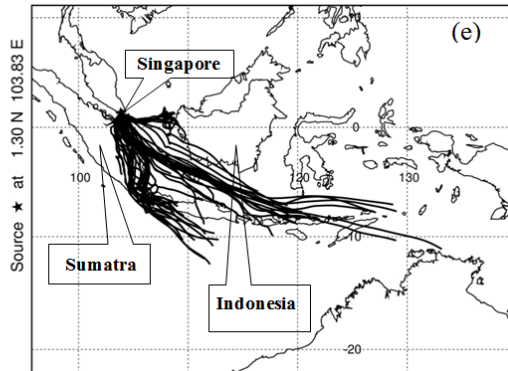 (e)
Singapore
Source ★ at 1.30 N 103.83 E
0
100
120
130
Sumatra
Indonesia
-10
-20